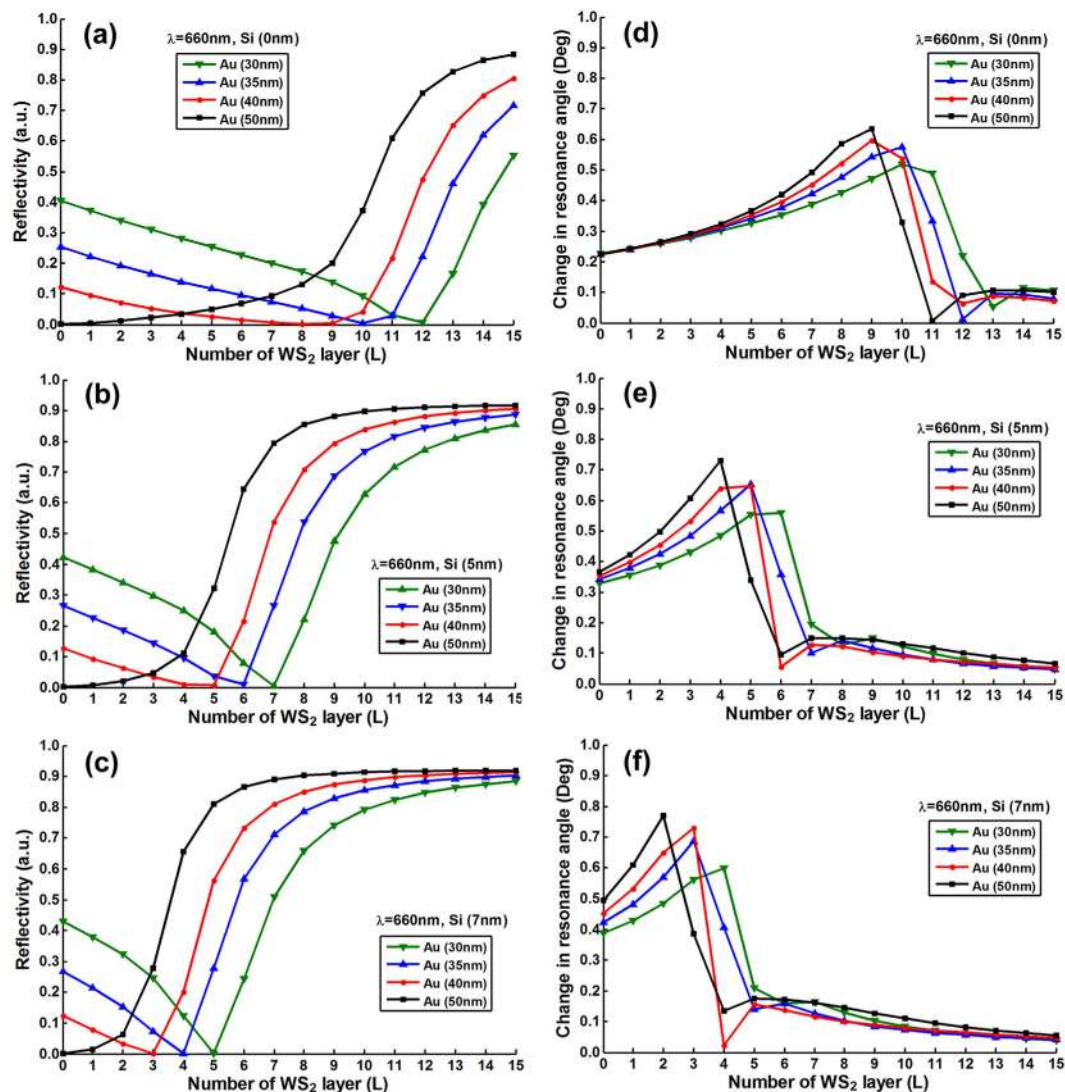 (a)
λ=660nm, Si (0nm)
Au (30nm)
Au (35nm)
Au (40nm)
Au (50nm)
Reflectivity (a.u.)
1.0
0.9
0.8
0.7
0.6
0.5
0.4
0.3
0.2
0.1
0.0
0 1 2 3 4 5 6 7 8 9 10 11 12 13 14 15
Number of WS₂ layer (L)
(d)
λ=660nm, Si (0nm)
Au (30nm)
Au (35nm)
Au (40nm)
Au (50nm)
Change in resonance angle (Deg)
1.0
0.9
0.8
0.7
0.6
0.5
0.4
0.3
0.2
0.1
0.0
0 1 2 3 4 5 6 7 8 9 10 11 12 13 14 15
Number of WS₂ layer (L)
(b)
λ=660nm, Si (5nm)
Au (30nm)
Au (35nm)
Au (40nm)
Au (50nm)
Reflectivity (a.u.)
1.0
0.9
0.8
0.7
0.6
0.5
0.4
0.3
0.2
0.1
0.0
0 1 2 3 4 5 6 7 8 9 10 11 12 13 14 15
Number of WS₂ layer (L)
(e)
λ=660nm, Si (5nm)
Au (30nm)
Au (35nm)
Au (40nm)
Au (50nm)
Change in resonance angle (Deg)
1.0
0.9
0.8
0.7
0.6
0.5
0.4
0.3
0.2
0.1
0.0
0 1 2 3 4 5 6 7 8 9 10 11 12 13 14 15
Number of WS₂ layer (L)
(c)
λ=660nm, Si (7nm)
Au (30nm)
Au (35nm)
Au (40nm)
Au (50nm)
Reflectivity (a.u.)
1.0
0.9
0.8
0.7
0.6
0.5
0.4
0.3
0.2
0.1
0.0
0 1 2 3 4 5 6 7 8 9 10 11 12 13 14 15
Number of WS₂ layer (L)
(f)
λ=660nm, Si (7nm)
Au (30nm)
Au (35nm)
Au (40nm)
Au (50nm)
Change in resonance angle (Deg)
1.0
0.9
0.8
0.7
0.6
0.5
0.4
0.3
0.2
0.1
0.0
0 1 2 3 4 5 6 7 8 9 10 11 12 13 14 15
Number of WS₂ layer (L)